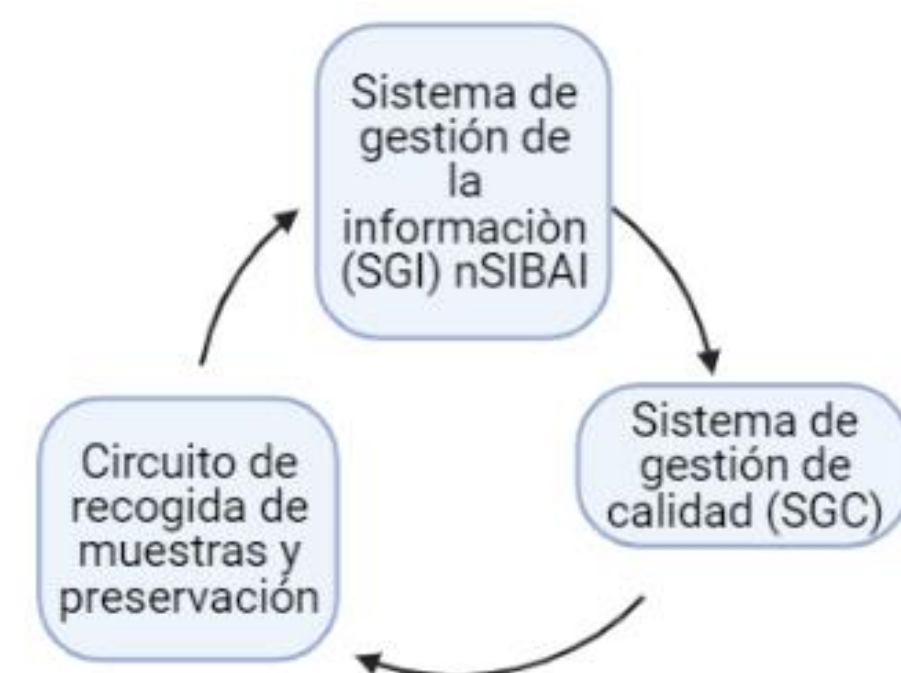 Sistema de
gestión de
la
informaciòn
(SGI) nSIBAI
Sistema de
gestión de
calidad (SGC)
Circuito de
recogida de
muestras y
preservación